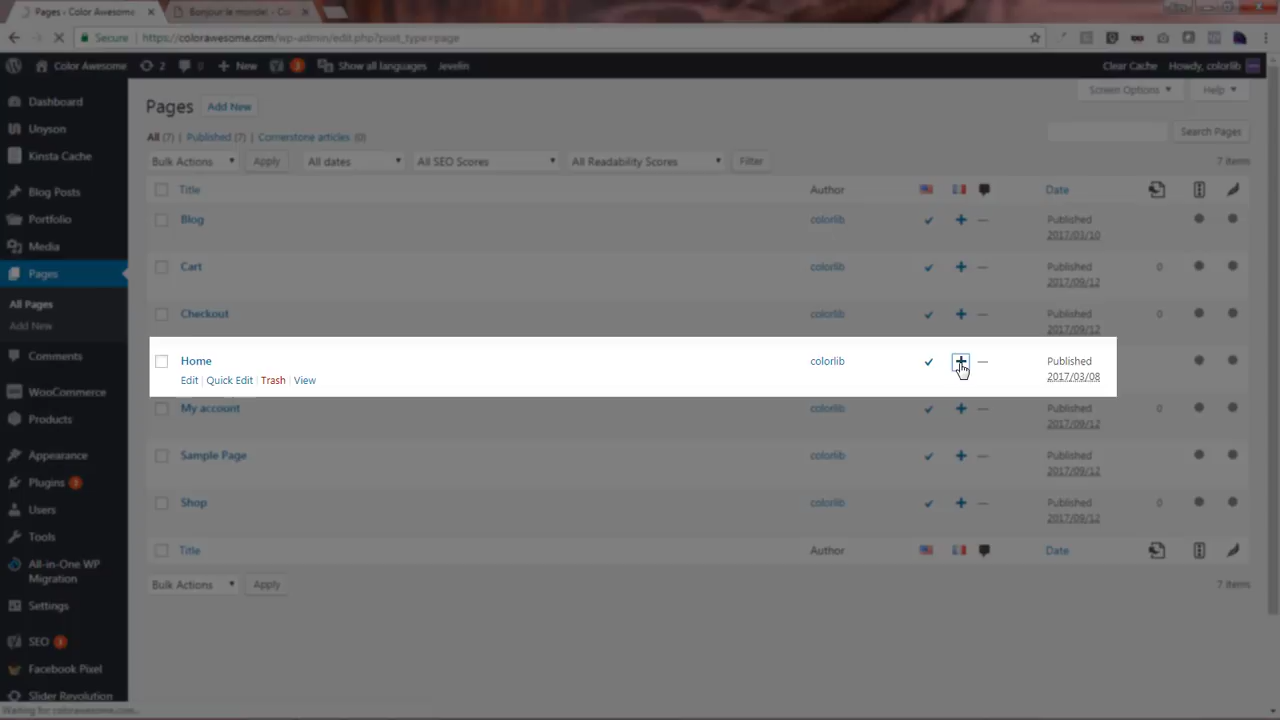 Pages - Color Awesome
Bonjour le monde! - Co
Secure
https://colorawesome.com/wp-admin/edit.php?post_type=page
Color Awesome
2
0
New
3
Show all languages
Jevelin
Clear Cache
Howdy, colorlib
Dashboard
Unyson
Kinsta Cache
Blog Posts
Portfolio
Media
Pages
All Pages
Add New
Comments
WooCommerce
Products
Appearance
Plugins 3
Users
Tools
All-in-One WP
Migration
Settings
SEO 3
Facebook Pixel
Slider Revolution
Pages Add New
Screen Options
Help
All (7) | Published (7) | Cornerstone articles (0)
Search Pages
Bulk Actions
Apply
All dates
All SEO Scores
All Readability Scores
Filter
7 items
Title Author Date
Blog colorlib — Published
2017/03/10
Cart colorlib — Published 0
2017/09/12
Checkout colorlib — Published 0
2017/09/12
Home colorlib — Published
Edit | Quick Edit | Trash | View 2017/03/08
My account colorlib — Published 0
2017/09/12
Sample Page colorlib — Published
2017/09/12
Shop colorlib — Published 0
2017/09/12
Title Author Date
Bulk Actions
Apply
7 items
Waiting for colorawesome.com...